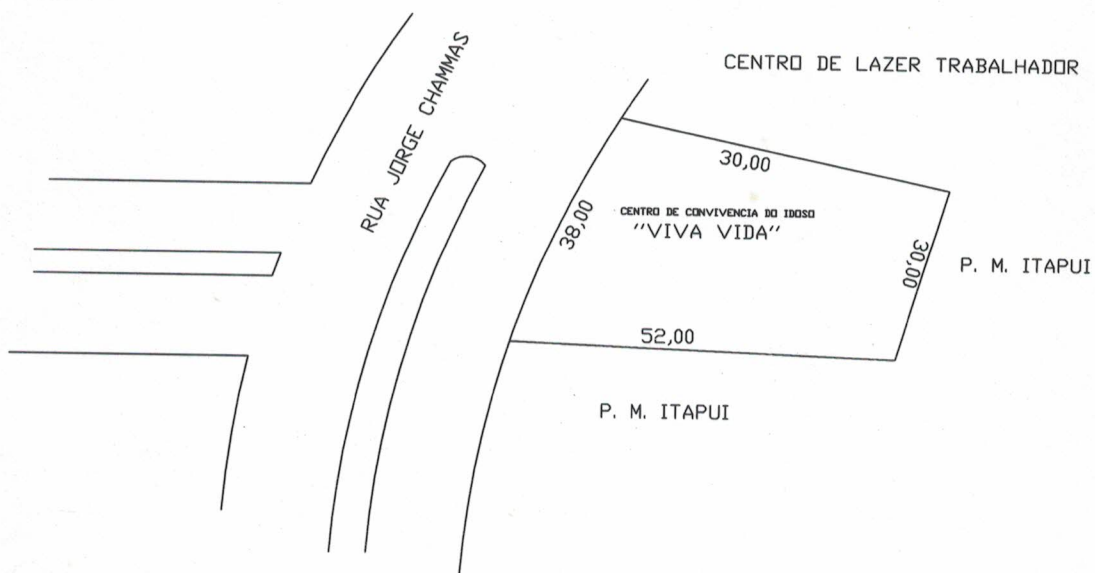 CENTRO DE LAZER TRABALHADOR
RUA JORGE CHAMMAS
30,00
38,00
CENTRO DE CONVIVENCIA DO IDOSO
"VIVA VIDA"
30,00
P. M. ITAPUI
52,00
P. M. ITAPUI